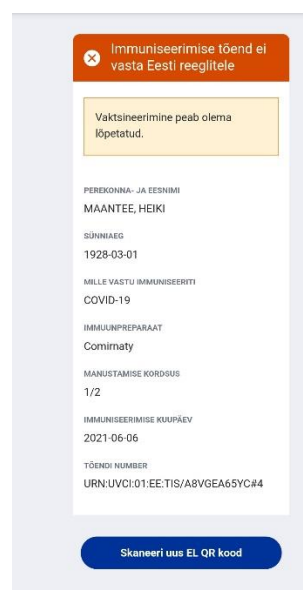 Immuniseerimise tõend ei
vasta Eesti reeglitele
Vaktsineerimine peab olema
lõpetatud.
PEREKONNA- JA EESNIMI
MAANTEE, HEIKI
SÜNNIAEG
1928-03-01
MILLE VASTU IMMUNISEERITI
COVID-19
IMMUUNPREPARAAT
Comirnaty
MANUSTAMISE KORDSUS
1/2
IMMUNISEERIMISE KUUPÄEV
2021-06-06
TÕENDI NUMBER
URN:UVCI:01:EE:TIS/A8VGEA65YC#4
Skaneeri uus EL QR kood